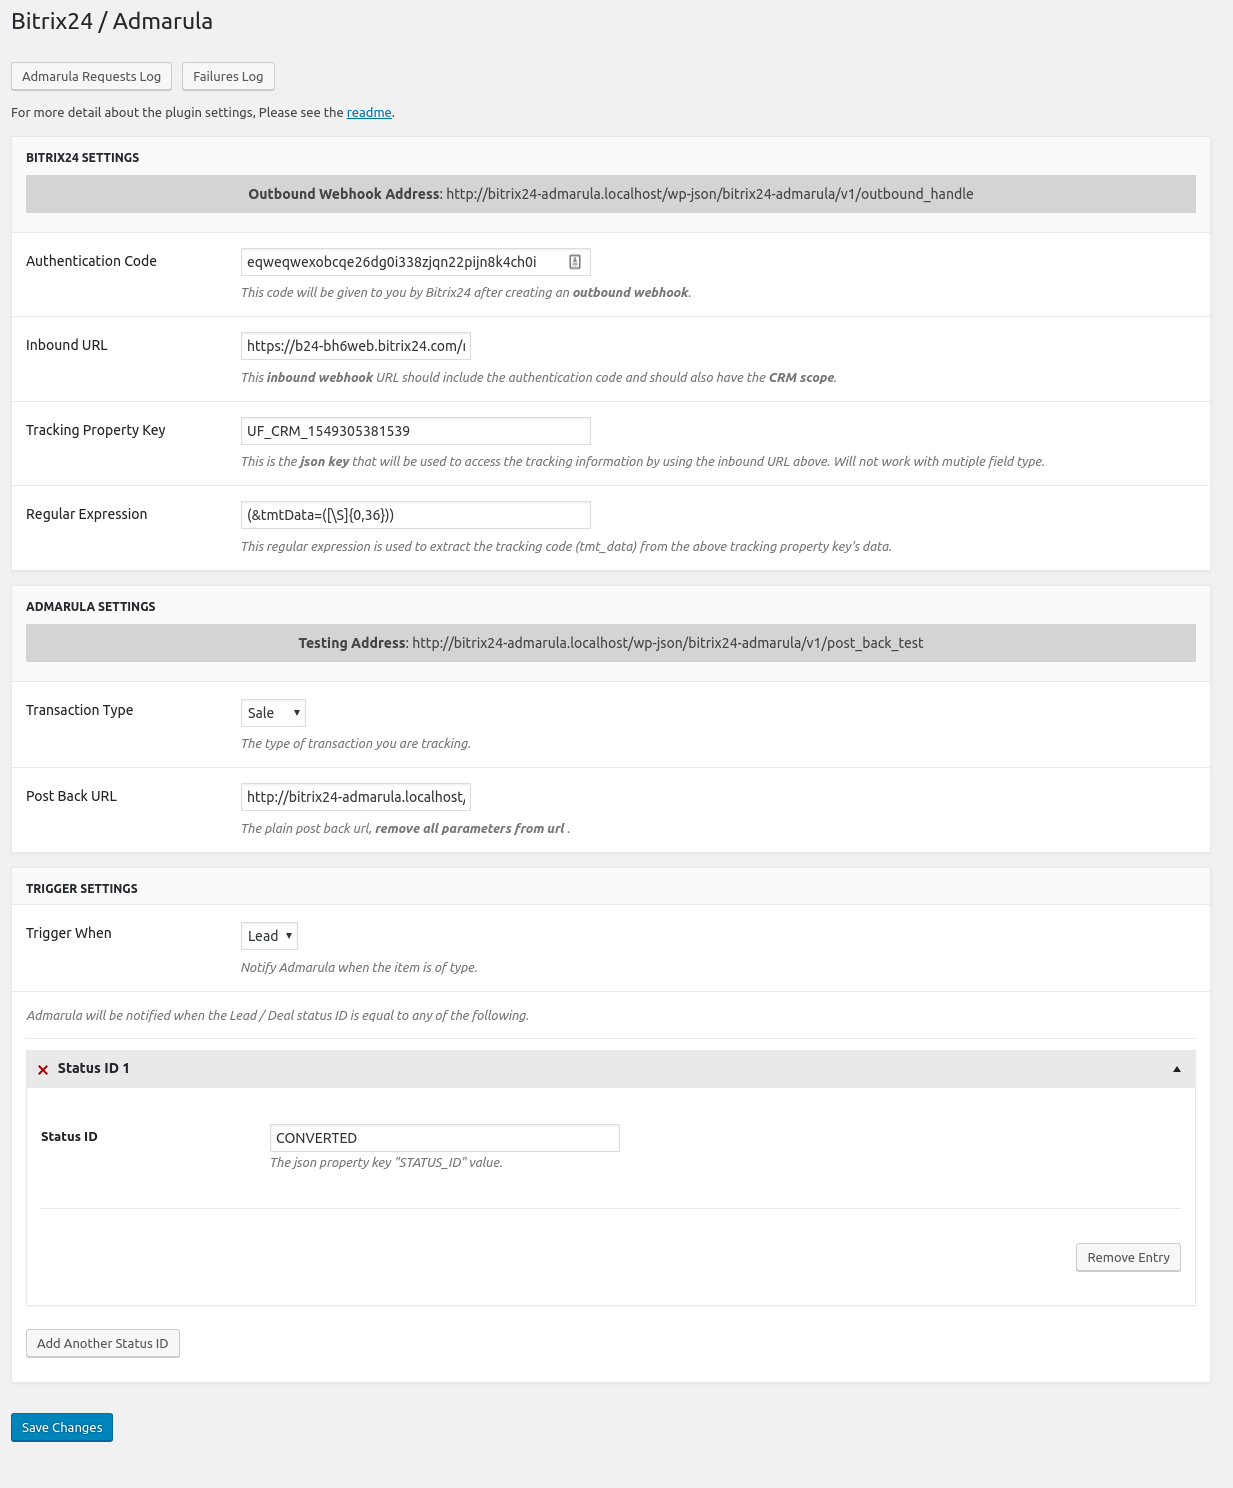 Bitrix24 / Admarula
Admarula Requests Log
Failures Log
For more detail about the plugin settings, Please see the readme.
BITRIX24 SETTINGS
Outbound Webhook Address: http://bitrix24-admarula.localhost/wp-json/bitrix24-admarula/v1/outbound_handle
Authentication Code
eqweqwexobcqe26dg0i338zjqn22pijn8k4ch0i
This code will be given to you by Bitrix24 after creating an outbound webhook.
Inbound URL
https://b24-bh6web.bitrix24.com/
This inbound webhook URL should include the authentication code and should also have the CRM scope.
Tracking Property Key
UF_CRM_1549305381539
This is the json key that will be used to access the tracking information by using the inbound URL above. Will not work with mutiple field type.
Regular Expression
(&tmtData=([\S]{0,36}))
This regular expression is used to extract the tracking code (tmt_data) from the above tracking property key's data.
ADMARULA SETTINGS
Testing Address: http://bitrix24-admarula.localhost/wp-json/bitrix24-admarula/v1/post_back_test
Transaction Type
Sale
The type of transaction you are tracking.
Post Back URL
http://bitrix24-admarula.localhost/
The plain post back url, remove all parameters from url .
TRIGGER SETTINGS
Trigger When
Lead
Notify Admarula when the item is of type.
Admarula will be notified when the Lead / Deal status ID is equal to any of the following.
Status ID 1
Status ID
CONVERTED
The json property key "STATUS_ID" value.
Remove Entry
Add Another Status ID
Save Changes